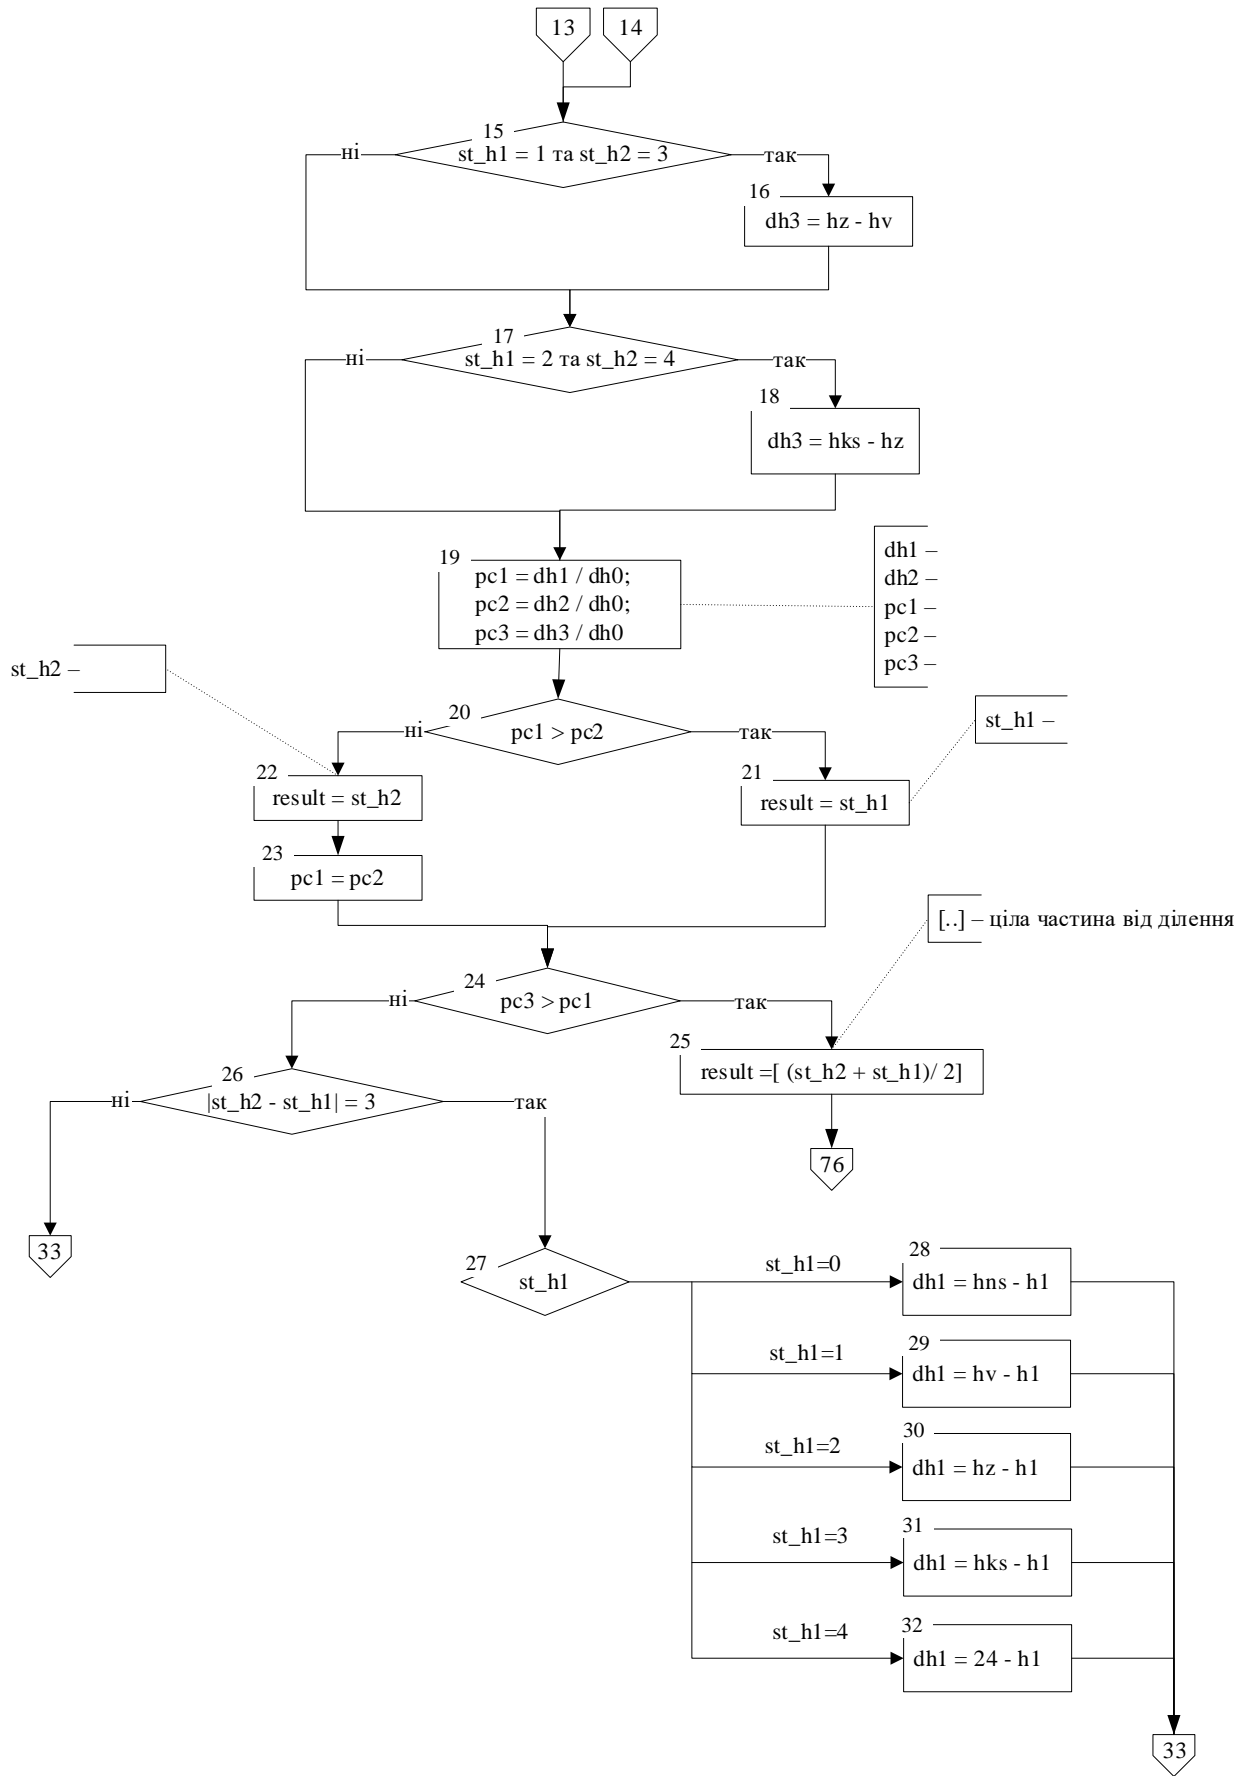 13
14
15
st_h1 = 1 та st_h2 = 3
ні
так
16
dh3 = hz - hv
17
st_h1 = 2 та st_h2 = 4
ні
так
18
dh3 = hks - hz
19
pc1 = dh1 / dh0;
pc2 = dh2 / dh0;
pc3 = dh3 / dh0
dh1 –
dh2 –
pc1 –
pc2 –
pc3 –
st_h2 –
st_h1 –
20
pc1 > pc2
ні
так
22
result = st_h2
21
result = st_h1
23
pc1 = pc2
[..] – ціла частина від ділення
24
pc3 > pc1
ні
так
25
result =[ (st_h2 + st_h1)/ 2]
26
|st_h2 - st_h1| = 3
ні
так
76
33
27
st_h1
st_h1=0
28
dh1 = hns - h1
st_h1=1
29
dh1 = hv - h1
st_h1=2
30
dh1 = hz - h1
st_h1=3
31
dh1 = hks - h1
st_h1=4
32
dh1 = 24 - h1
33